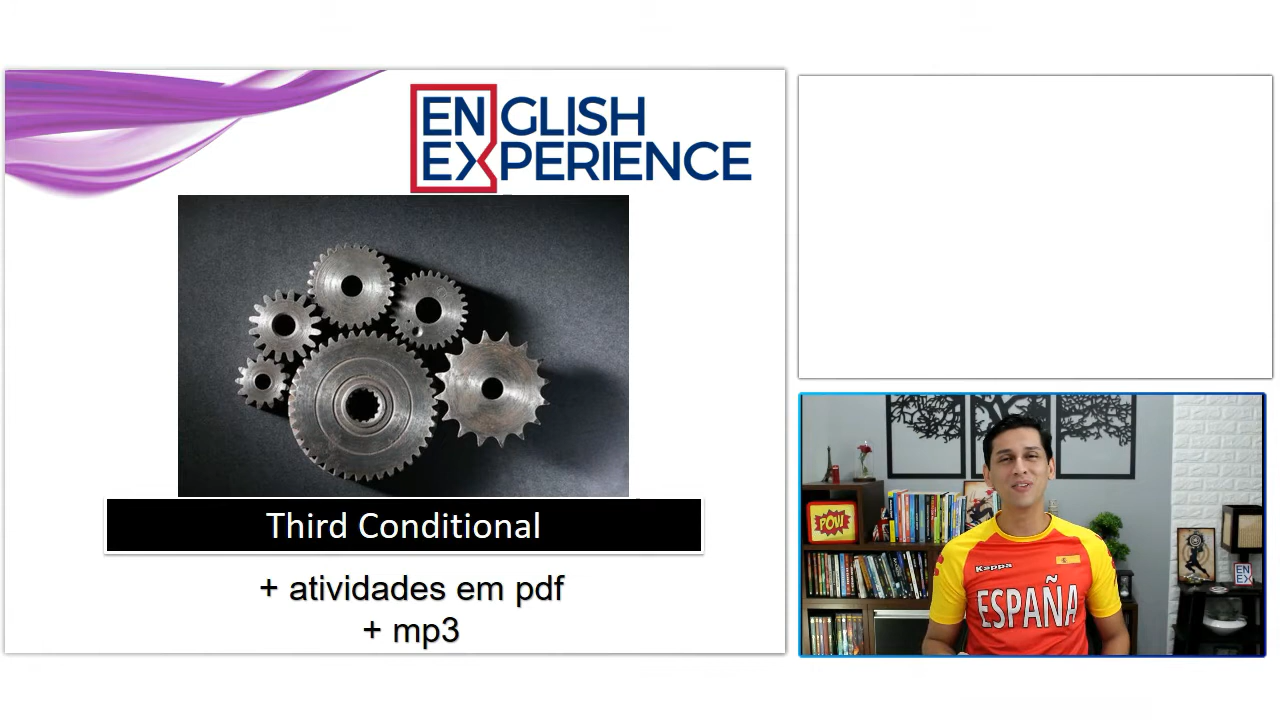 ENGLISH
EXPERIENCE
Third Conditional
+ atividades em pdf
+ mp3
POW!
Kappa
ESPAÑA
EN
EX